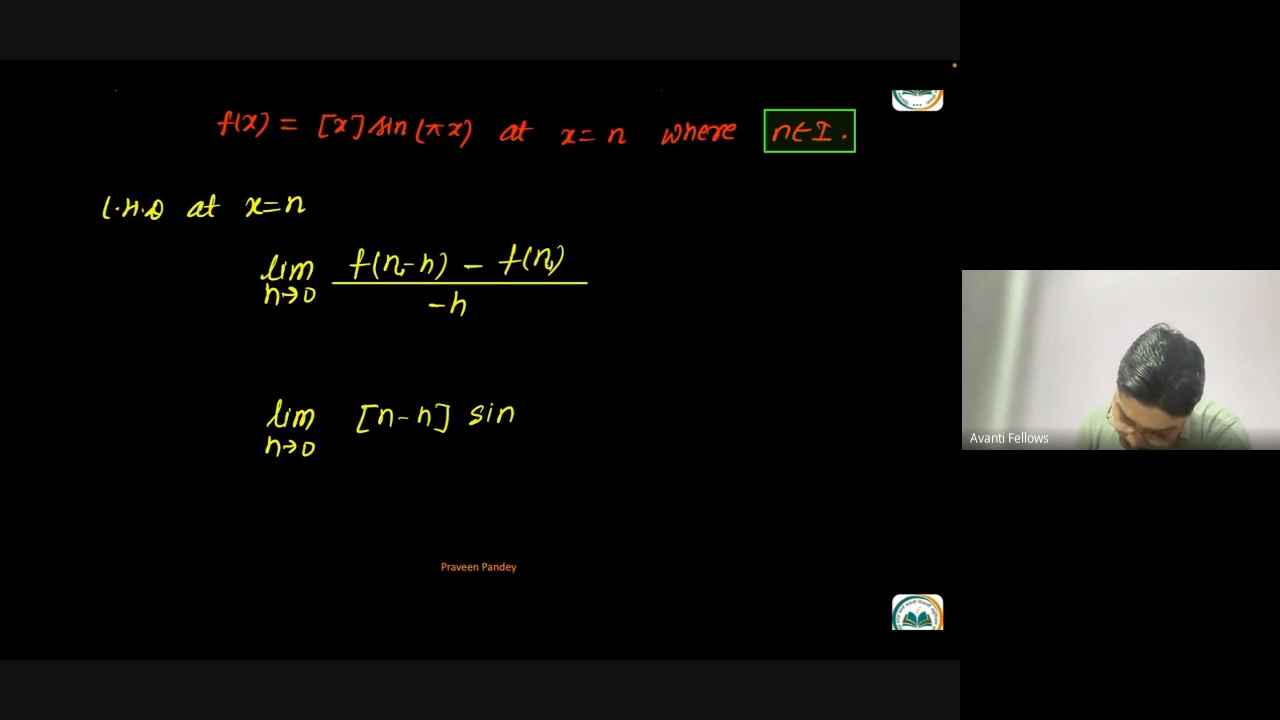 f(x) = [x] sin (πx) at x = n where n∈I.
L.H.D at x=n
lim h→0 f(n-h) - f(n) / -h
lim h→0 [n-h] sin
Avanti Fellows
Praveen Pandey